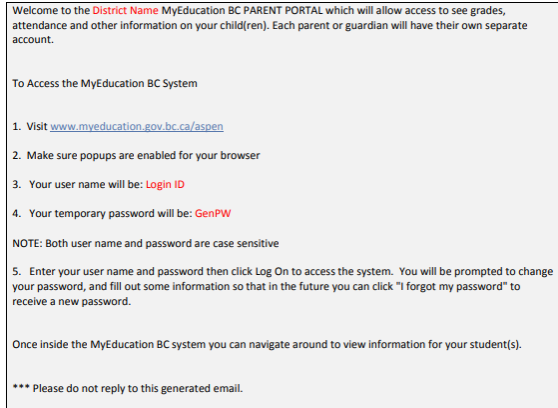 Welcome to the District Name MyEducation BC PARENT PORTAL which will allow access to see grades,
attendance and other information on your child(ren). Each parent or guardian will have their own separate
account.
To Access the MyEducation BC System
1. Visit www.myeducation.gov.bc.ca/aspen
2. Make sure popups are enabled for your browser
3. Your user name will be: Login ID
4. Your temporary password will be: GenPW
NOTE: Both user name and password are case sensitive
5. Enter your user name and password then click Log On to access the system. You will be prompted to change
your password, and fill out some information so that in the future you can click "I forgot my password" to
receive a new password.
Once inside the MyEducation BC system you can navigate around to view information for your student(s).
*** Please do not reply to this generated email.